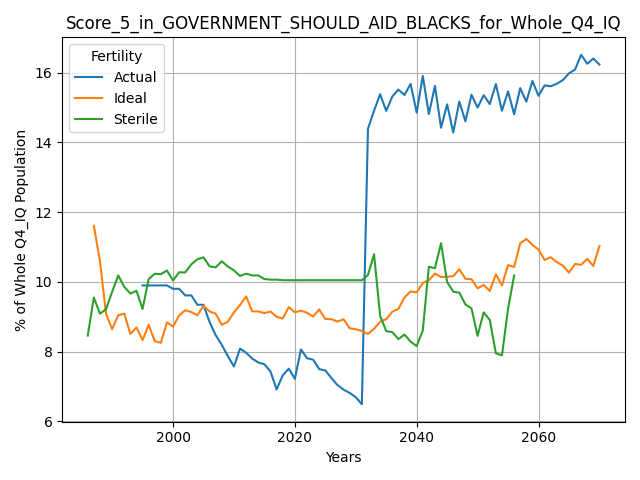 Score_5_in_GOVERNMENT_SHOULD_AID_BLACKS_for_Whole_Q4_IQ
Fertility
Actual
Ideal
Sterile
% of Whole Q4_IQ Population
16
14
12
10
8
6
2000 2020 2040 2060
Years